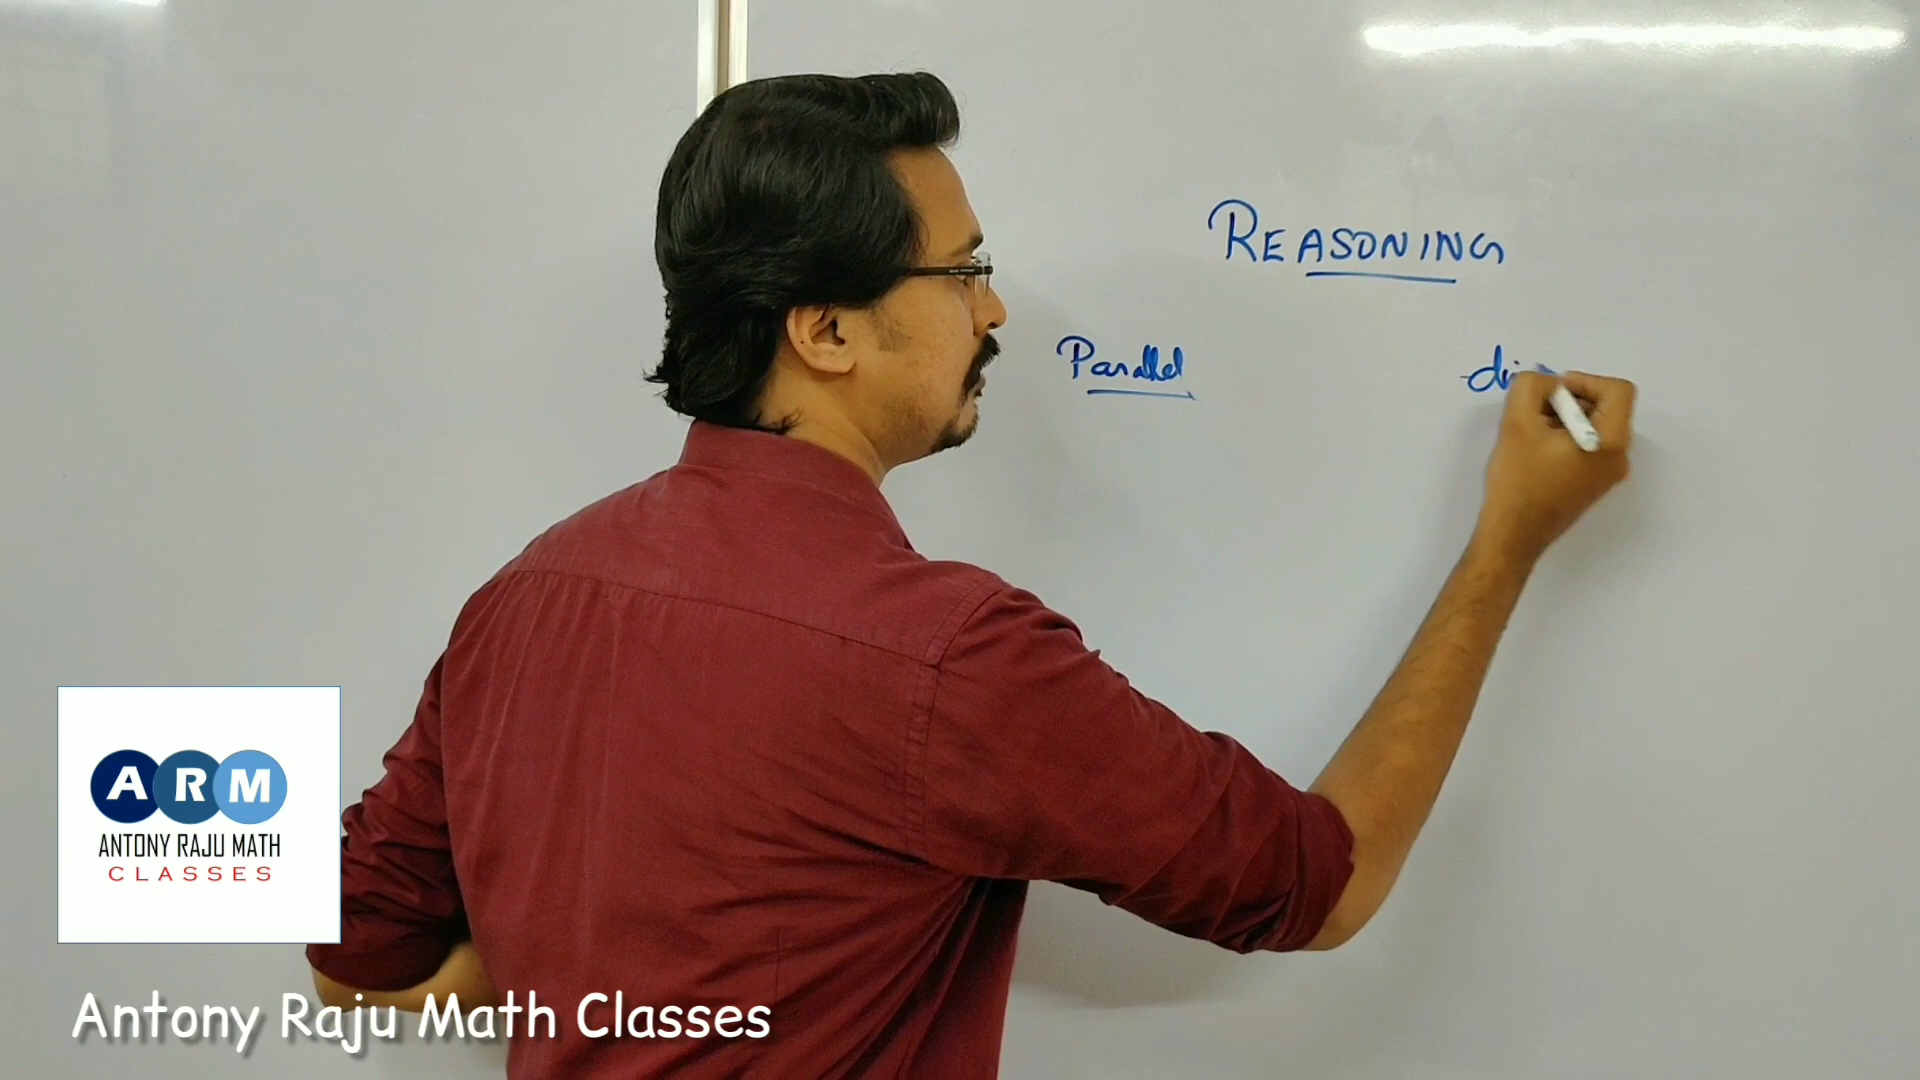 REASONING
Parallel
ARM
ANTONY RAJU MATH
CLASSES
Antony Raju Math Classes